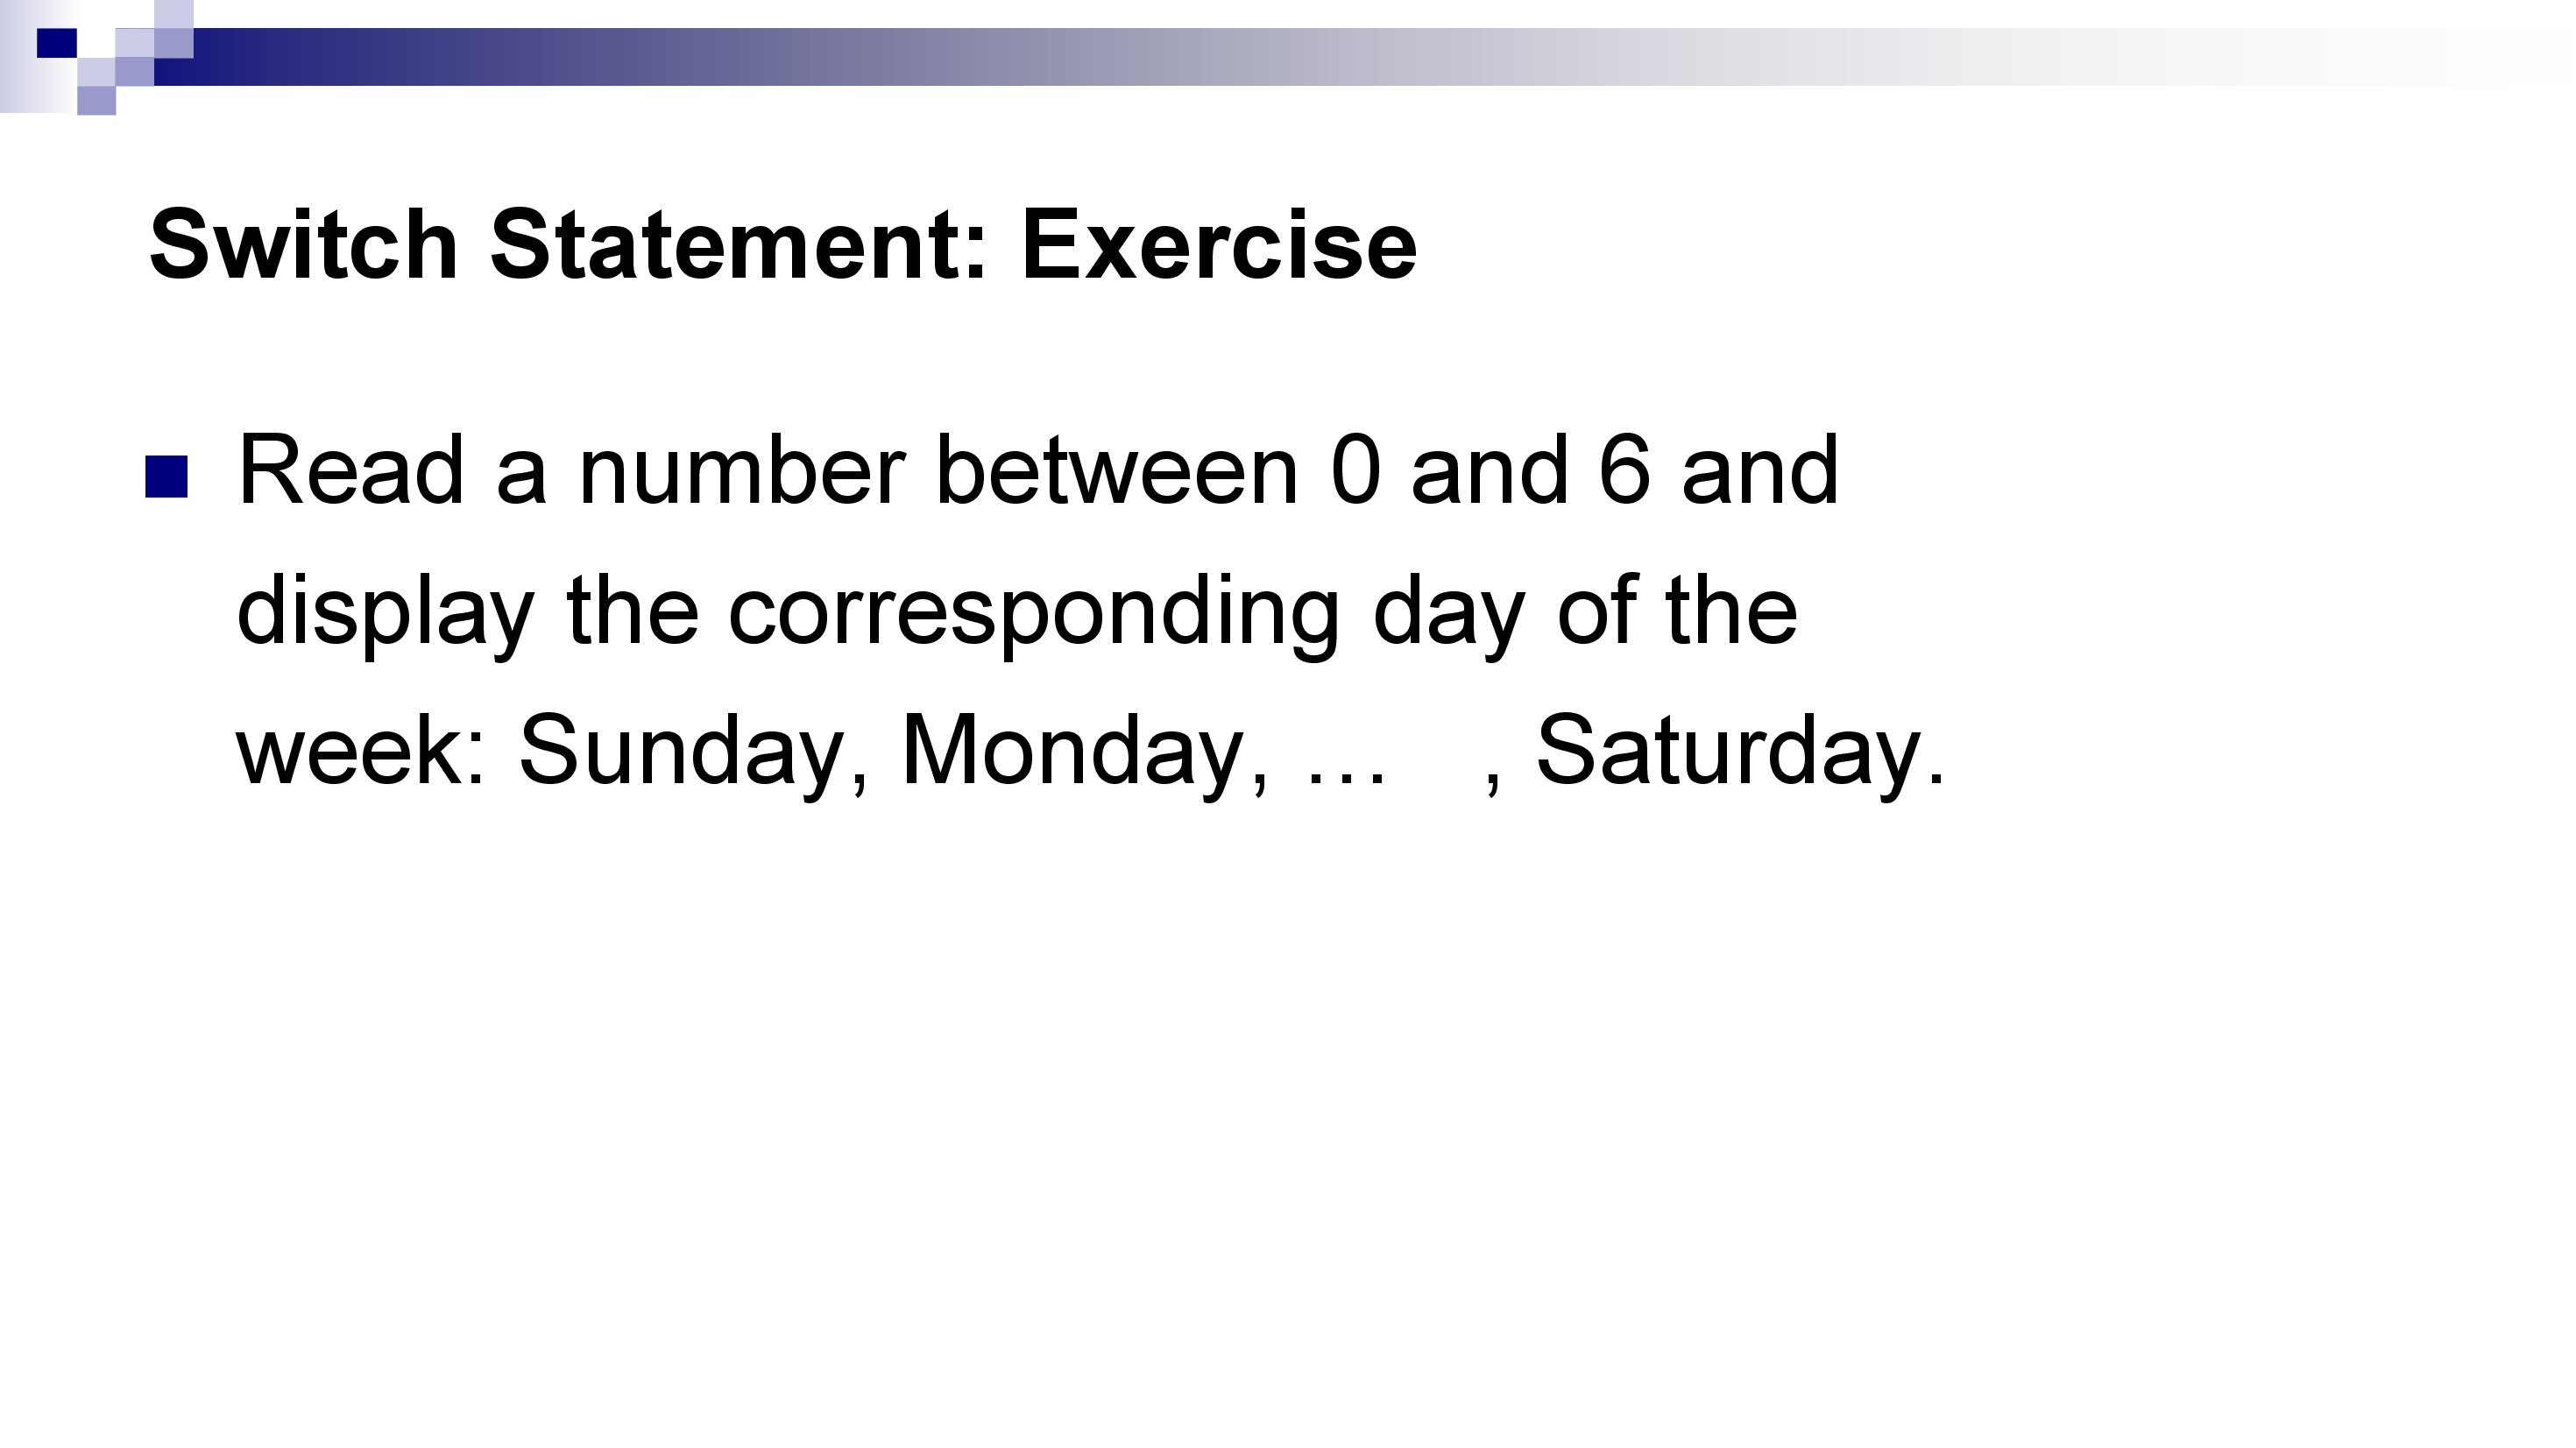 Switch Statement: Exercise
Read a number between 0 and 6 and
display the corresponding day of the
week: Sunday, Monday, … , Saturday.